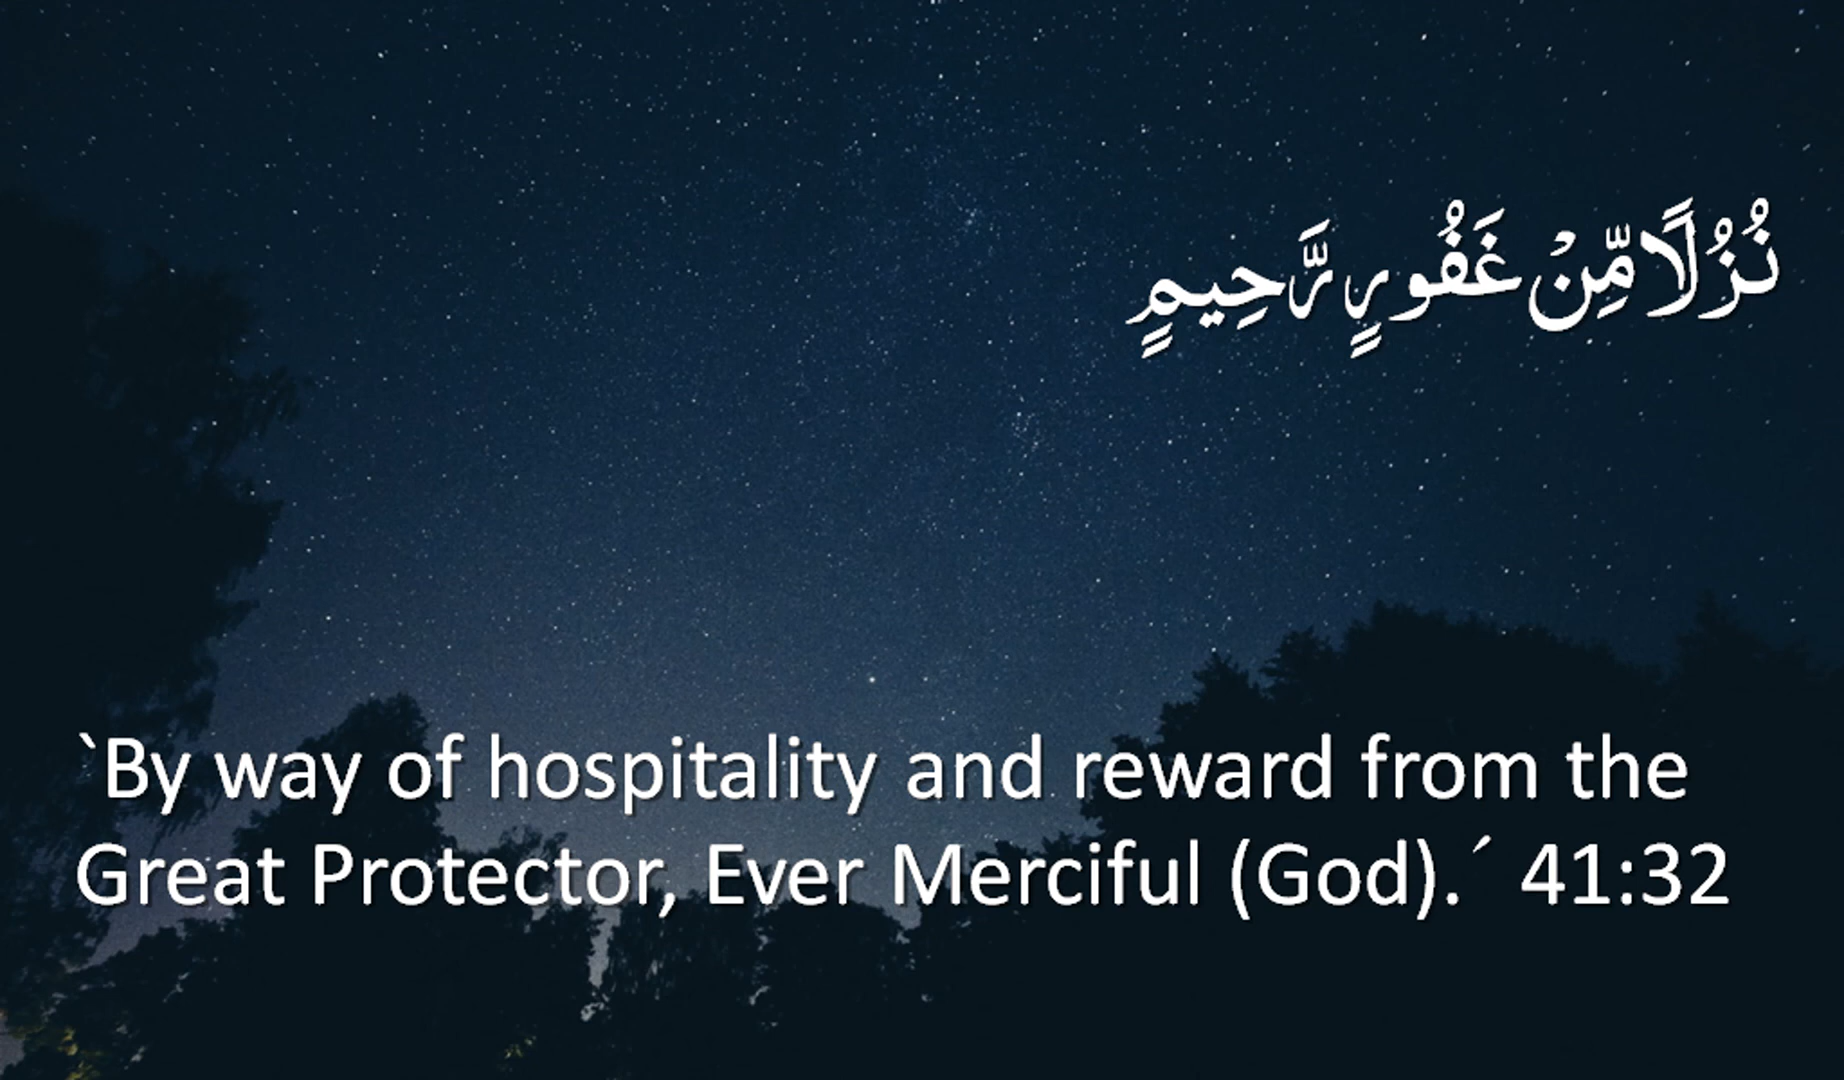 نُزُلًا مِّنْ غَفُورٍ رَّحِيمٍ
`By way of hospitality and reward from the
Great Protector, Ever Merciful (God).´ 41:32